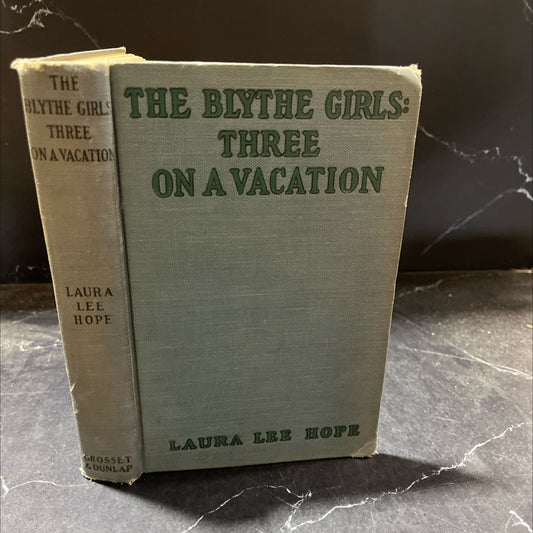 THE
BLYTHE GIRLS
THREE
ON A VACATION
LAURA
LEE
HOPE
GROSSET
& DUNLAP
THE BLYTHE GIRLS:
THREE
ON A VACATION
LAURA LEE HOPE